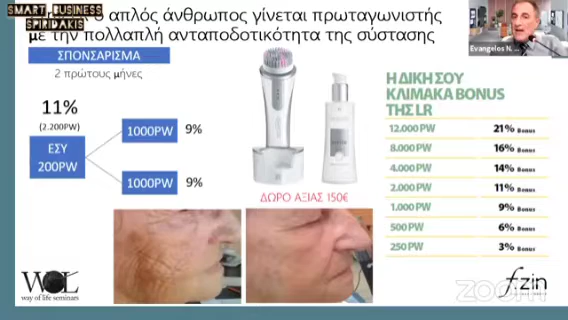 SMART BUSINESS
SPIRIDAKIS
απλός άνθρωπος γίνεται πρωταγωνιστής
με την πολλαπλή ανταποδοτικότητα της σύστασης
Evangelos N.
ΣΠΟΝΣΑΡΙΣΜΑ
2 πρώτους μήνες
11%
(2.200PW)
ΕΣΥ
200PW
1000PW 9%
1000PW 9%
ΔΩΡΟ ΑΞΙΑΣ 150€
Η ΔΙΚΗ ΣΟΥ
ΚΛΙΜΑΚΑ BONUS
ΤΗΣ LR
12.000 PW 21% Bonus
8.000 PW 16% Bonus
4.000 PW 14% Bonus
2.000 PW 11% Bonus
1.000 PW 9% Bonus
500 PW 6% Bonus
250 PW 3% Bonus
WOL
way of life seminars
fzin
zoom